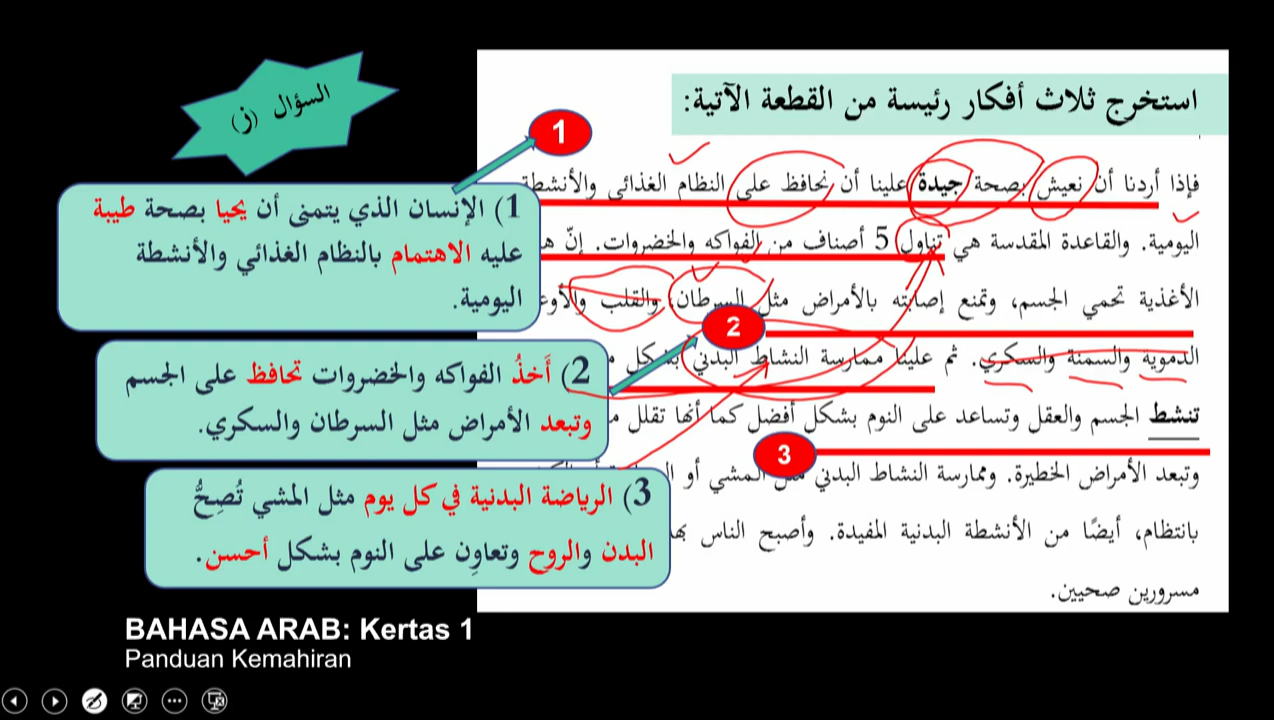 السؤال (ز)
استخرج ثلاث أفكار رئيسة من القطعة الآتية:
1
فإذا أردنا أن نعيش بصحة جيدة علينا أن نحافظ على النظام الغذائي والأنشطة
اليومية. والقاعدة المقدسة هي تناول 5 أصناف من الفواكه والخضروات. إنّ
الأغذية تحمي الجسم، وتمنع إصابته بالأمراض مثل السرطان، والقلب
الدموية والسمنة والسكري. ثم علينا ممارسة النشاط البدني بشكل
تنشط الجسم والعقل وتساعد على النوم بشكل أفضل كما أنها تقلل
وتبعد الأمراض الخطيرة. وممارسة النشاط البدني مثل المشي أو
بانتظام، أيضًا من الأنشطة البدنية المفيدة. وأصبح الناس
مسرورين صحيين.
2
3
1) الإنسان الذي يتمنى أن يحيا بصحة طيبة
عليه الاهتمام بالنظام الغذائي والأنشطة
اليومية.
2) أَخذُ الفواكه والخضروات تحافظ على الجسم
وتبعد الأمراض مثل السرطان والسكري.
3) الرياضة البدنية في كل يوم مثل المشي تُصِحُّ
البدن والروح وتعاوِن على النوم بشكل أحسن.
BAHASA ARAB: Kertas 1
Panduan Kemahiran